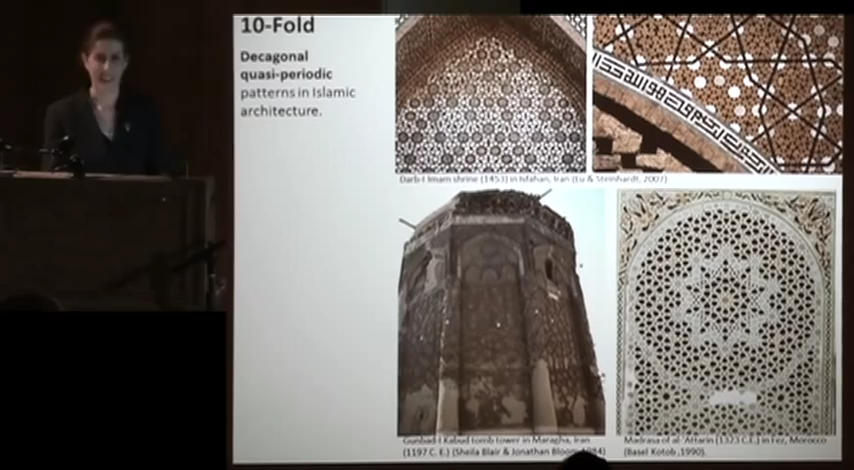 10-Fold
Decagonal
quasi-periodic
patterns in Islamic
architecture.
Darb-I Imam shrine (1453) in Isfahan, Iran (Lu & Steinhardt, 2007)
Gunbad-I Kabud tomb tower in Maragha, Iran
(1197 C.E.) (Sheila Blair & Jonathan Bloom, 1984)
Madrasa of al-'Attarin (1323 C.E.) in Fez, Morocco
(Basel Kotob ,1990).